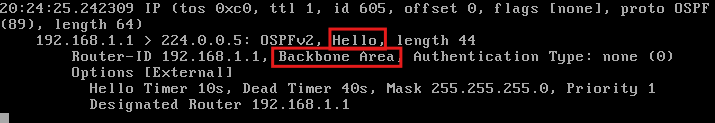 20:24:25.242309 IP (tos 0xc0, ttl 1, id 605, offset 0, flags [none], proto OSPF
(89), length 64)
192.168.1.1 > 224.0.0.5: OSPFv2, Hello, length 44
Router-ID 192.168.1.1, Backbone Area, Authentication Type: none (0)
Options [External]
Hello Timer 10s, Dead Timer 40s, Mask 255.255.255.0, Priority 1
Designated Router 192.168.1.1